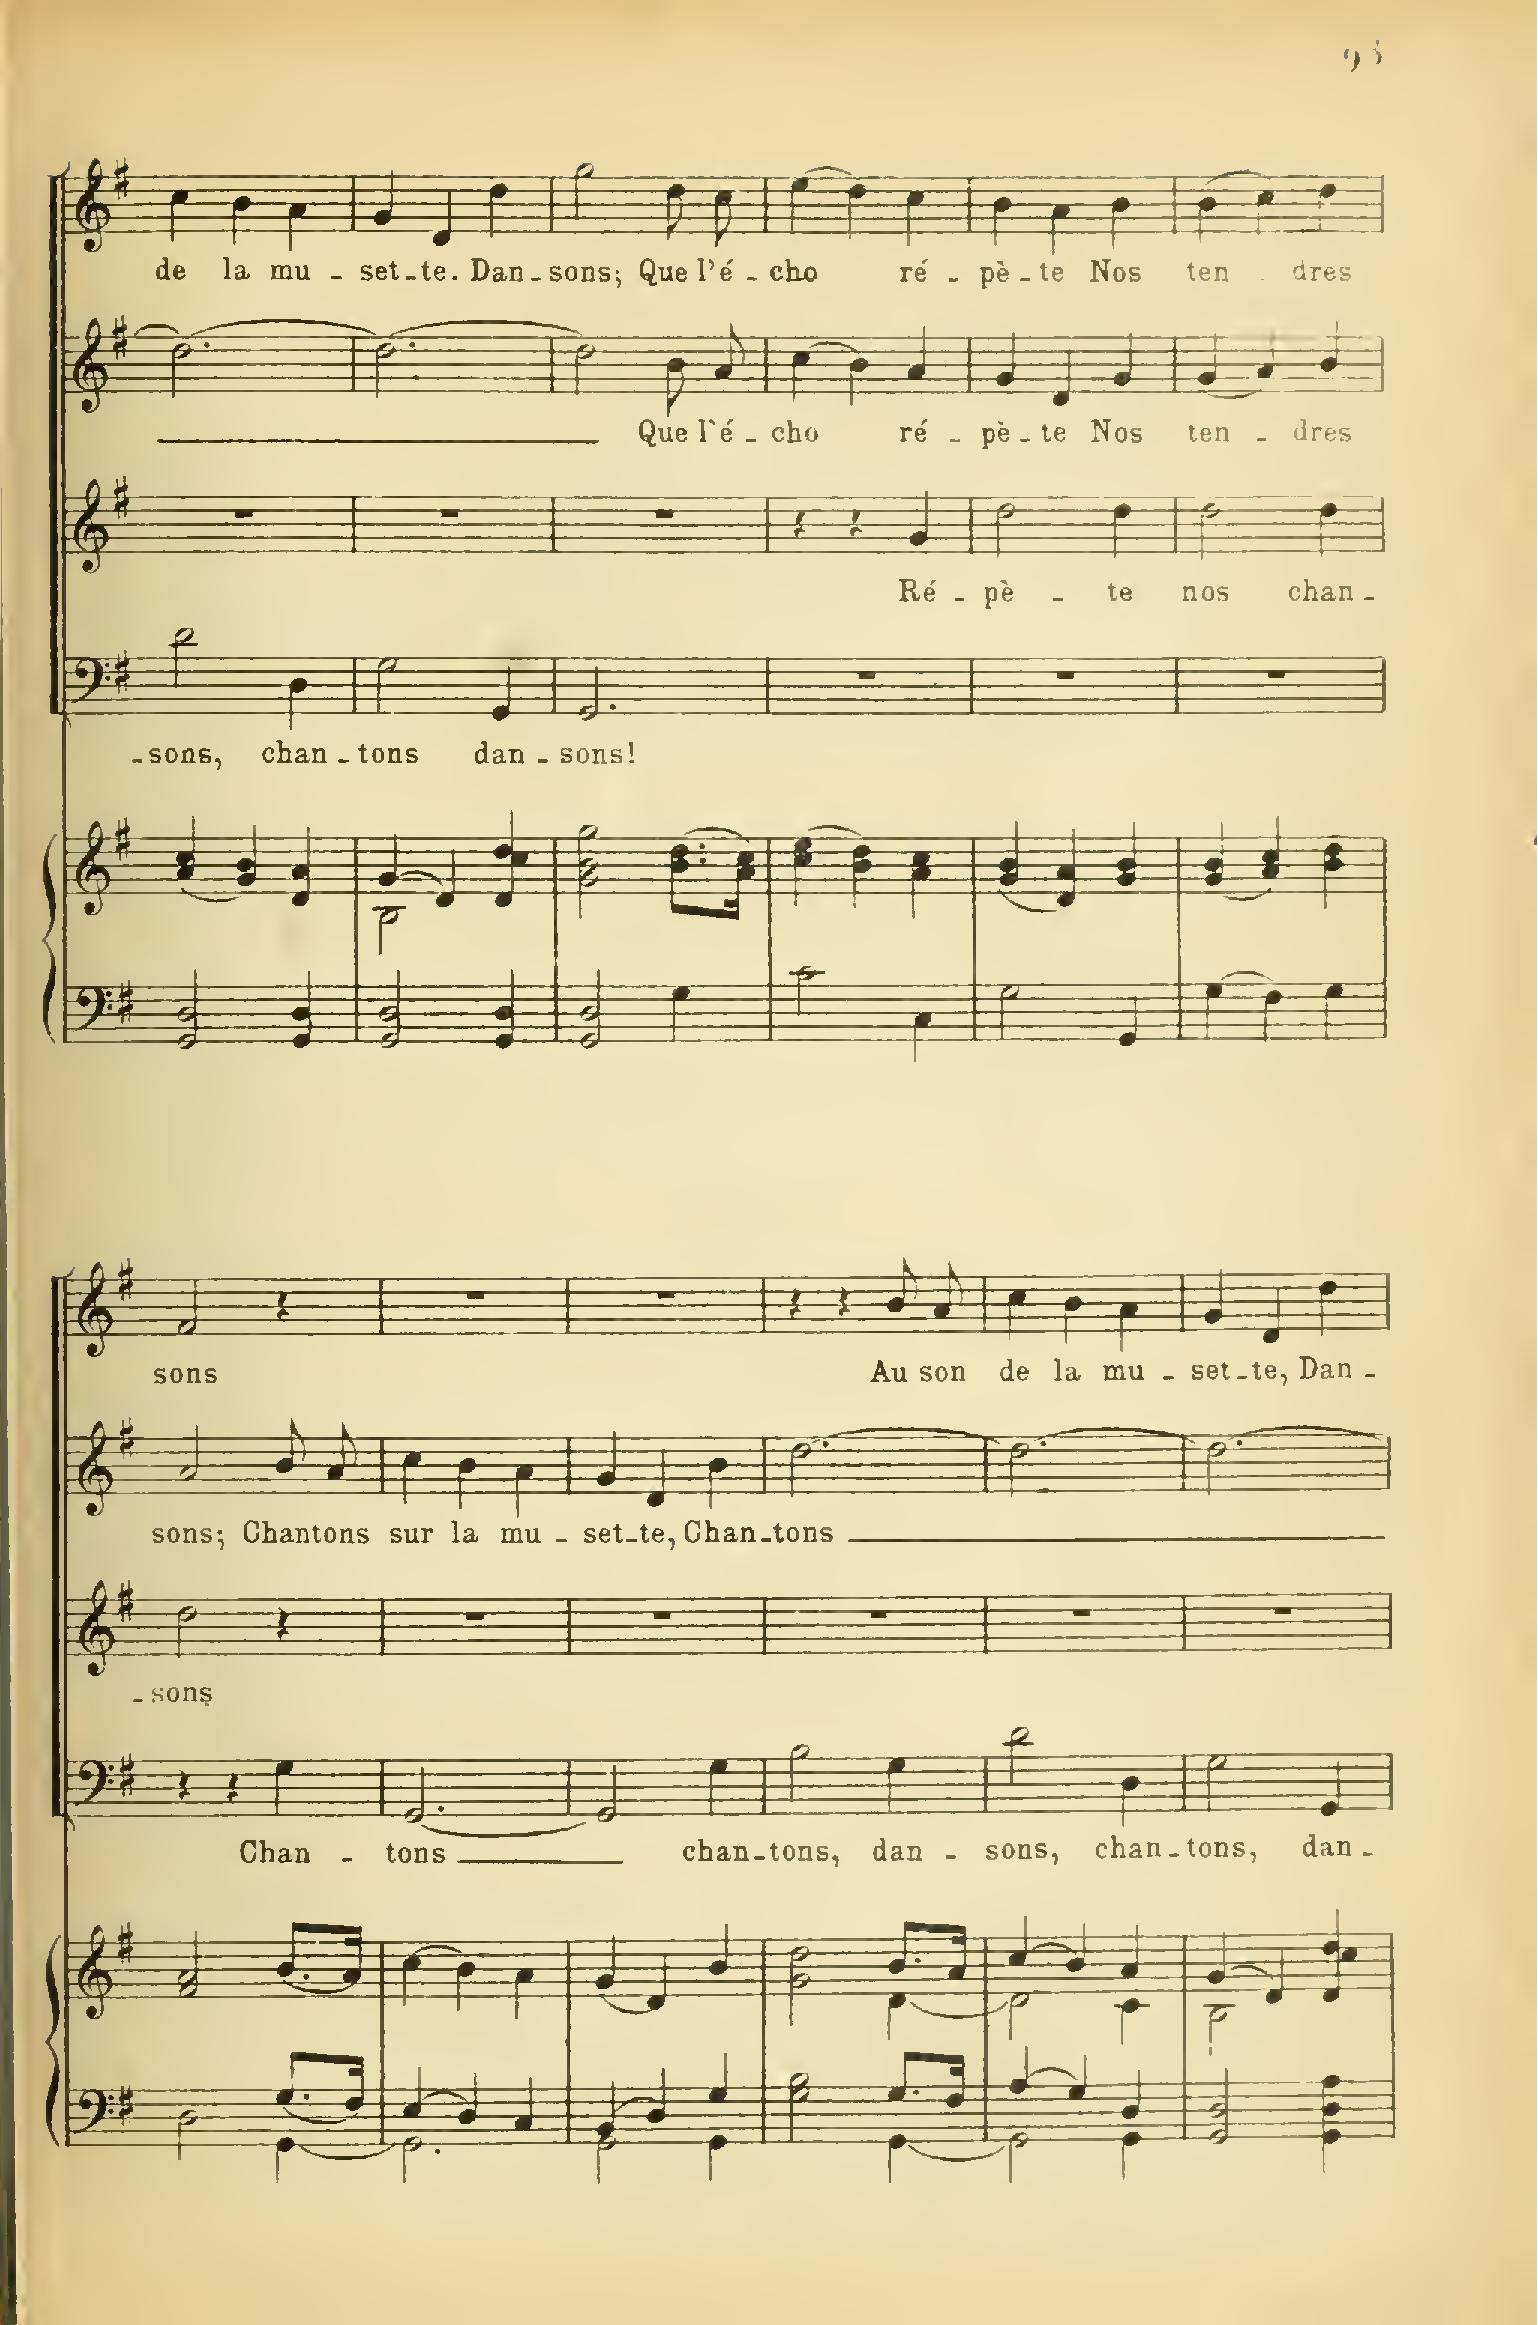 de la mu - set-te. Dan-sons; Que l'é - cho ré - pè-te Nos ten - dres
Que l'é - cho ré - pè-te Nos ten - dres
Ré - pè - te nos chan -
-sons, chan-tons dan-sons!
sons Au son de la mu - set-te, Dan -
sons; Chantons sur la mu - set-te, Chan-tons
- sons
Chan - tons chan-tons, dan - sons, chan-tons, dan -